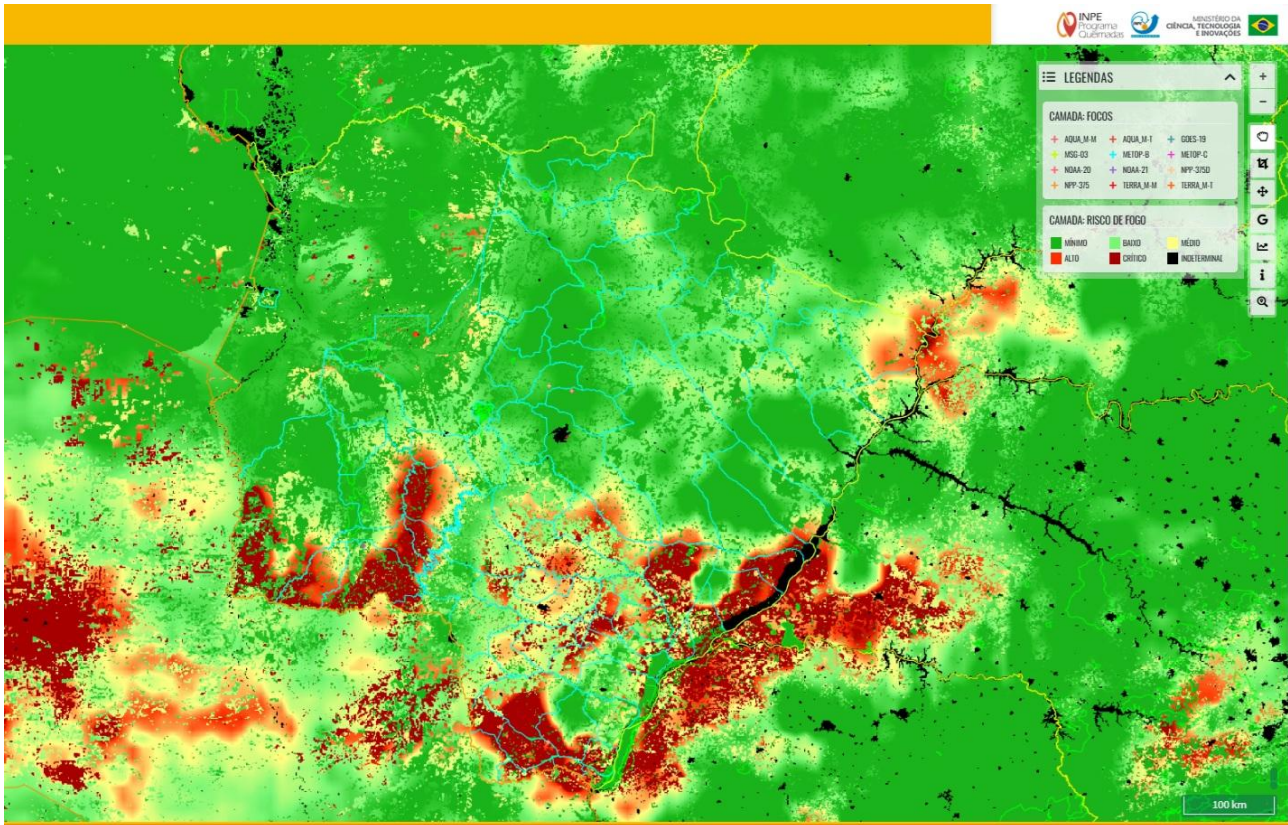 INPE
Programa
Queimadas
MINISTÉRIO DA
CIÊNCIA, TECNOLOGIA
E INOVAÇÕES
LEGENDAS
CAMADA: FOCOS
+ AQUA_M-M + AQUA_M-T + GOES-19
+ MSG-03 + METOP-B + METOP-C
+ NOAA-20 + NOAA-21 + NPP-375D
+ NPP-375 + TERRA_M-M + TERRA_M-T
CAMADA: RISCO DE FOGO
MÍNIMO BAIXO MÉDIO
ALTO CRÍTICO INDETERMINAL
+
−
G
i
100 km